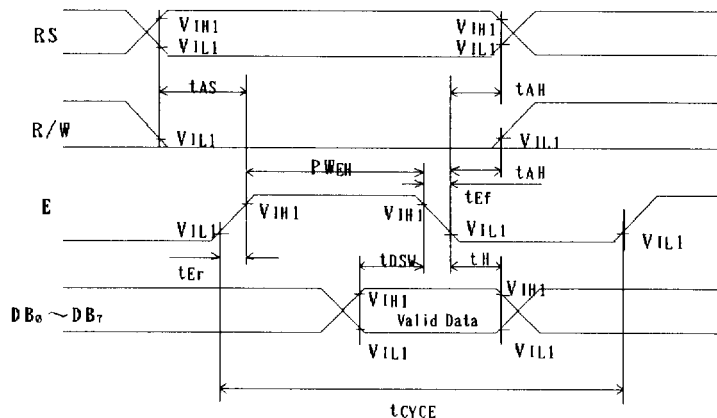 RS VIH1 VIL1 VIH1 VIL1
tAS tAH
R/W VIL1 VIL1
PWEH tAH
tEf
E VIH1 VIH1
VIL1 VIL1 VIL1
tEr tDSW tH
VIH1 VIH1
DB₀~DB₇ Valid Data
VIL1 VIL1
tCYCE